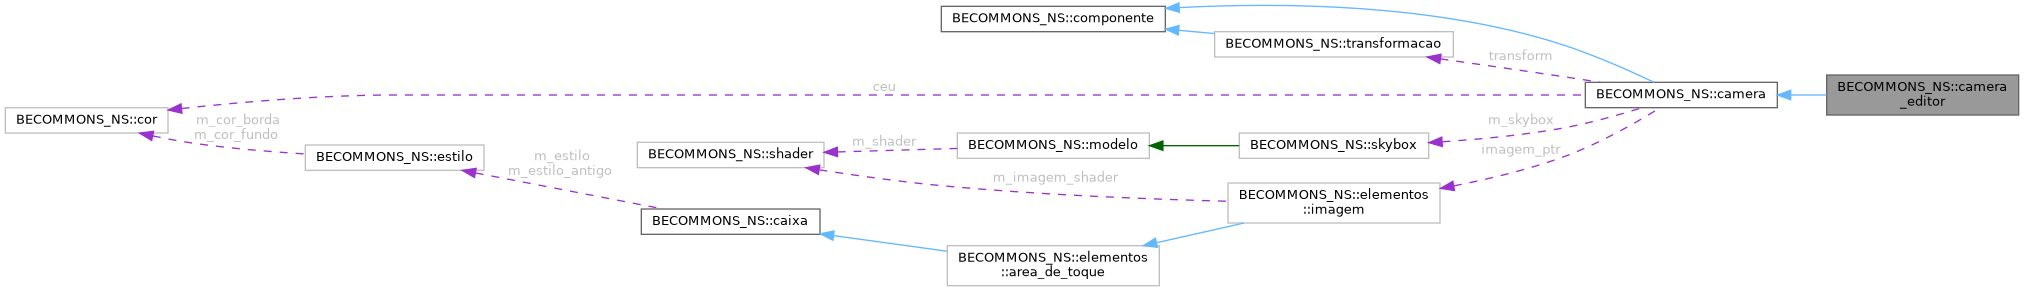 BECOMMONS_NS::componente
BECOMMONS_NS::transformacao
transform
BECOMMONS_NS::camera
_editor
ceu
BECOMMONS_NS::camera
BECOMMONS_NS::cor
m_cor_borda
m_cor_fundo
m_skybox
m_shader
BECOMMONS_NS::modelo
BECOMMONS_NS::skybox
imagem_ptr
BECOMMONS_NS::estilo
m_estilo
m_estilo_antigo
BECOMMONS_NS::shader
m_imagem_shader
BECOMMONS_NS::elementos
::imagem
BECOMMONS_NS::caixa
BECOMMONS_NS::elementos
::area_de_toque